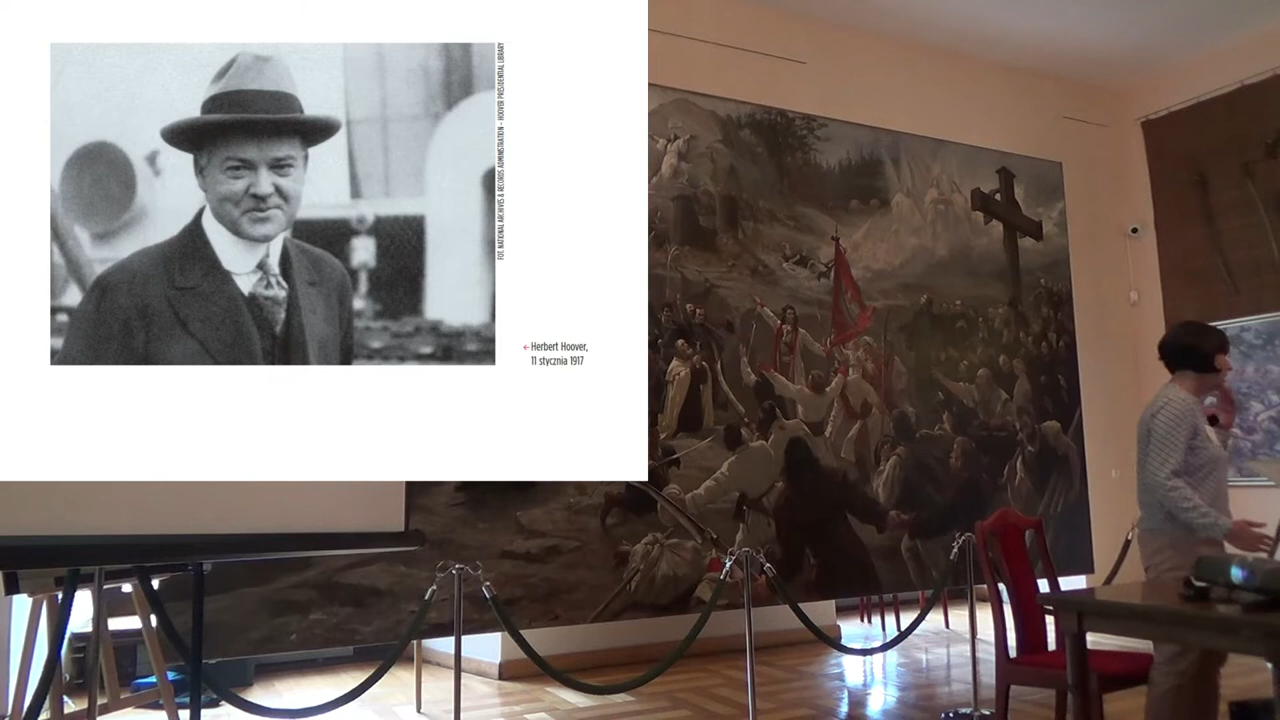 FOT. NATIONAL ARCHIVES & RECORDS ADMINISTRATION – HOOVER PRESIDENTIAL LIBRARY
←Herbert Hoover,
11 stycznia 1917